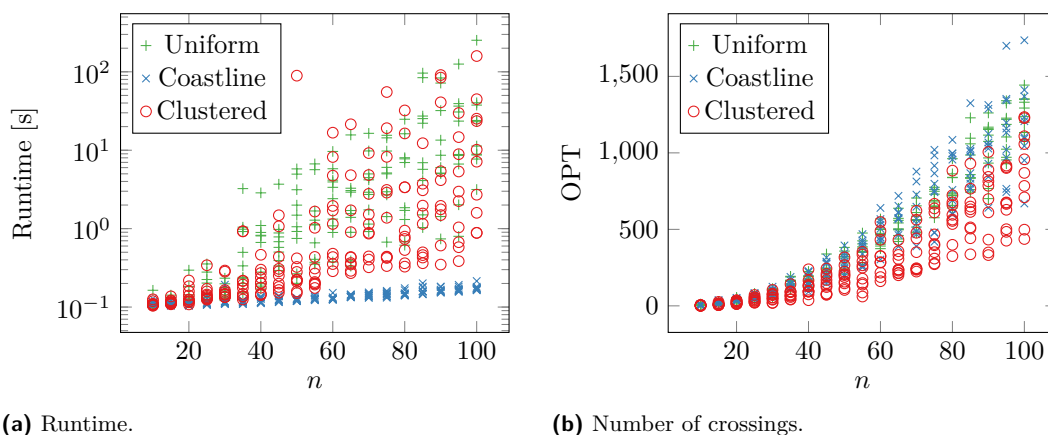 Uniform
Coastline
Clustered
Runtime [s]
10^2
10^1
10^0
10^−1
20 40 60 80 100
n
(a) Runtime.
Uniform
Coastline
Clustered
OPT
1,500
1,000
500
0
20 40 60 80 100
n
(b) Number of crossings.